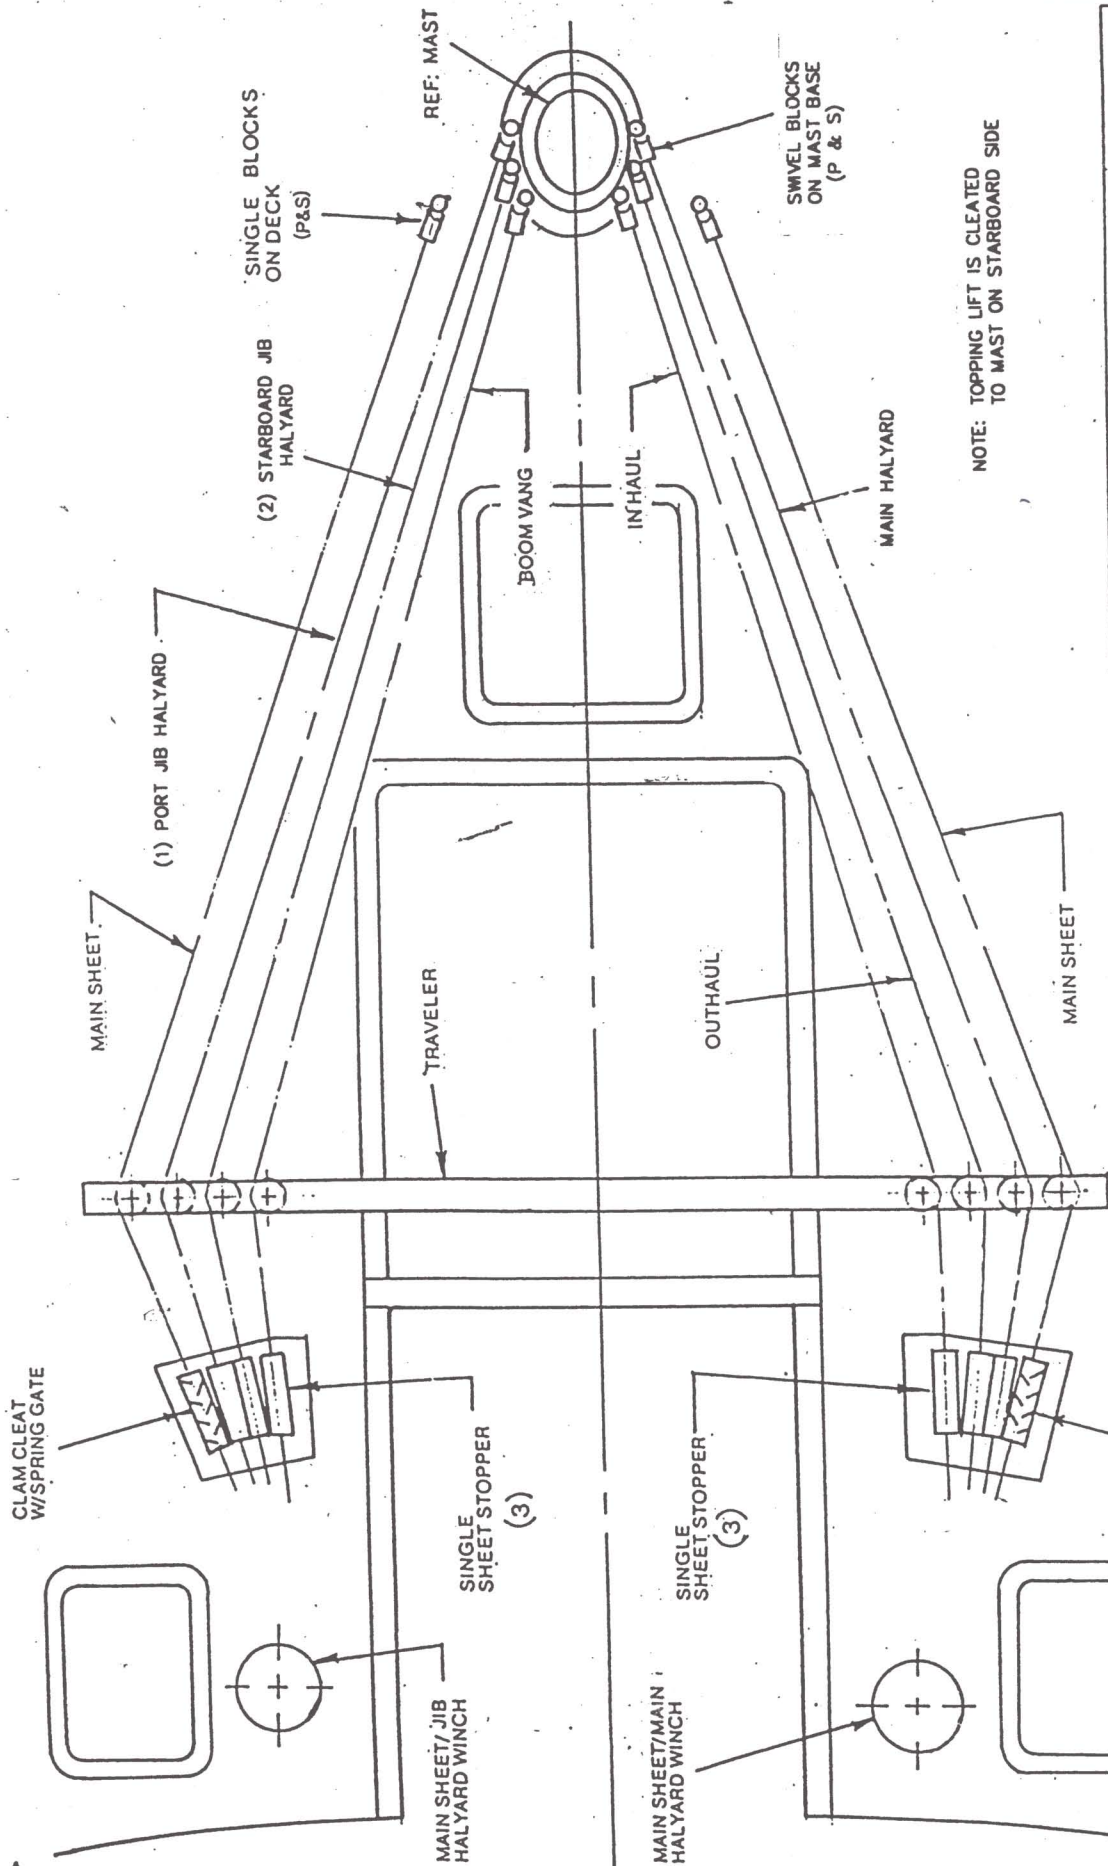 CLAM CLEAT
W/SPRING GATE
MAIN SHEET
(1) PORT JIB HALYARD
(2) STARBOARD JIB
HALYARD
SINGLE BLOCKS
ON DECK
(P&S)
REF: MAST
TRAVELER
BOOM VANG
INHAUL
SWIVEL BLOCKS
ON MAST BASE
(P & S)
SINGLE
SHEET STOPPER
(3)
MAIN SHEET/JIB
HALYARD WINCH
SINGLE
SHEET STOPPER
(3)
MAIN SHEET/MAIN
HALYARD WINCH
OUTHAUL
MAIN HALYARD
MAIN SHEET
NOTE: TOPPING LIFT IS CLEATED
TO MAST ON STARBOARD SIDE